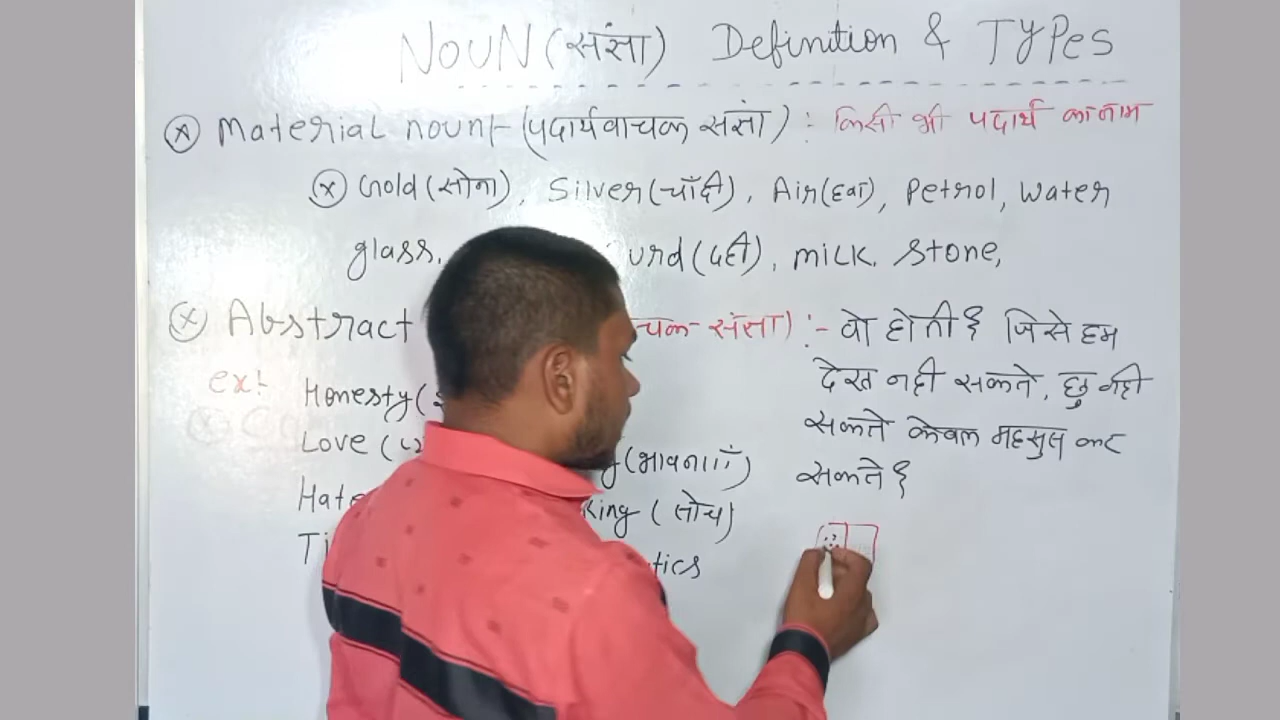 NOUN (संज्ञा) Definition & TYPes
Material noun:- (पदार्थवाचक संज्ञा) : किसी भी पदार्थ का नाम
Gold (सोना), Silver (चाँदी), Air (हवा), Petrol, Water
glass, urd (दही), milk, stone,
Abstract चक संज्ञा) :- वो होती है जिसे हम
देख नही सकते, छु नही
सकते केवल महसुस कर
सकते है
ex:- Honesty (
Love (
Hate (भावनाएँ)
Ti king (सोच)
tics